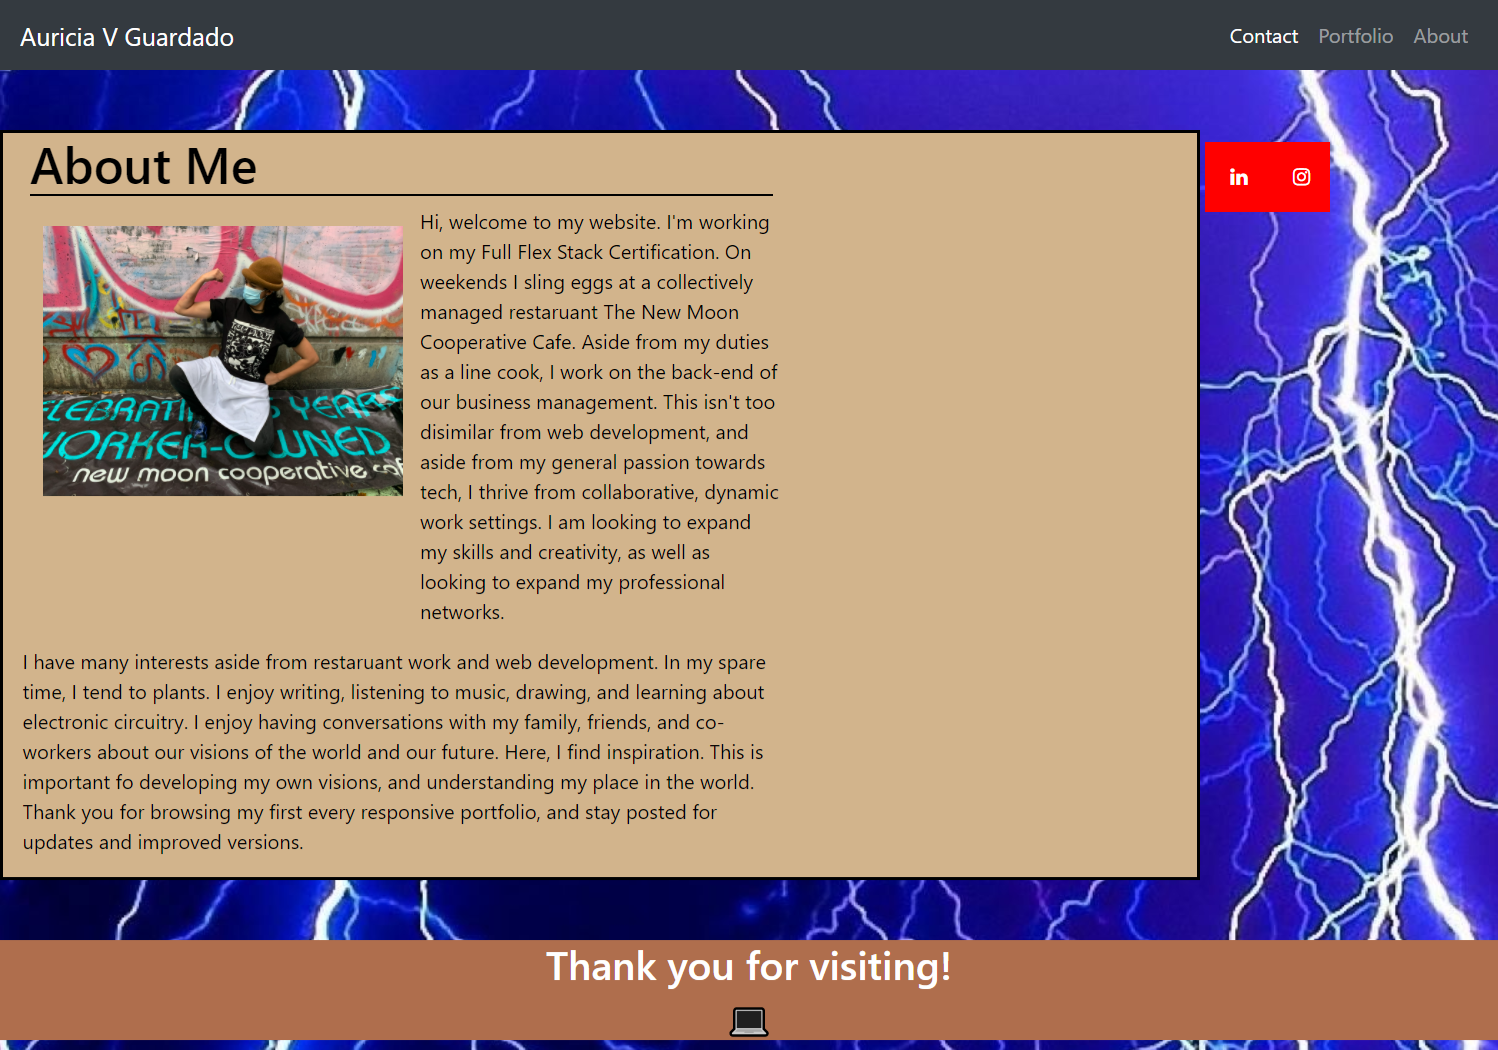 Auricia V Guardado
Contact Portfolio About
About Me
Hi, welcome to my website. I'm working
on my Full Flex Stack Certification. On
weekends I sling eggs at a collectively
managed restaruant The New Moon
Cooperative Cafe. Aside from my duties
as a line cook, I work on the back-end of
our business management. This isn't too
disimilar from web development, and
aside from my general passion towards
tech, I thrive from collaborative, dynamic
work settings. I am looking to expand
my skills and creativity, as well as
looking to expand my professional
networks.
YEARS
WORKER-OWNED
new moon cooperative caf
I have many interests aside from restaruant work and web development. In my spare
time, I tend to plants. I enjoy writing, listening to music, drawing, and learning about
electronic circuitry. I enjoy having conversations with my family, friends, and co-
workers about our visions of the world and our future. Here, I find inspiration. This is
important fo developing my own visions, and understanding my place in the world.
Thank you for browsing my first every responsive portfolio, and stay posted for
updates and improved versions.
in
Thank you for visiting!